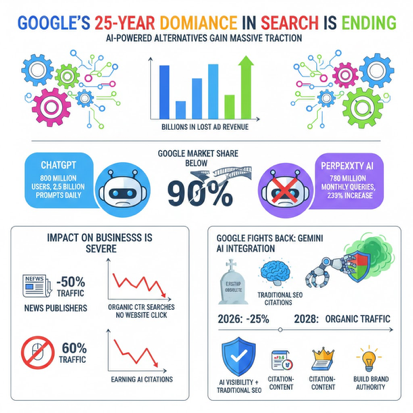 GOOGLE'S 25-YEAR DOMIANCE IN SEARCH IS ENDING
AI-POWERED ALTERNATIVES GAIN MASSIVE TRACTION
BILLIONS IN LOST AD REVENUE
CHATGPT
800 MILLION
USERS, 2.5 BILLION
PROMPTS DAILY
GOOGLE MARKET SHARE
BELOW
90%
PERPEXXTY AI
780 MILLION
MONTHLY QUERIES,
239% INCREASE
IMPACT ON BUSINESSS IS
SEVERE
-50%
TRAFFIC
NEWS PUBLISHERS
ORGANIC CTR SEARCHES
NO WEBSITE CLICK
60%
TRAFFIC
EARNING AI CITATIONS
GOOGLE FIGHTS BACK: GEMINI
AI INTEGRATION
TRADITIONAL SEO
CITATIONS
2026: -25%
2028: ORGANIC TRAFFIC
AI VISIBILITY +
TRADITIONAL SEO
CITATION-
CONTENT
CITATION-
CONTENT
BUILD BRAND
AUTHORITY